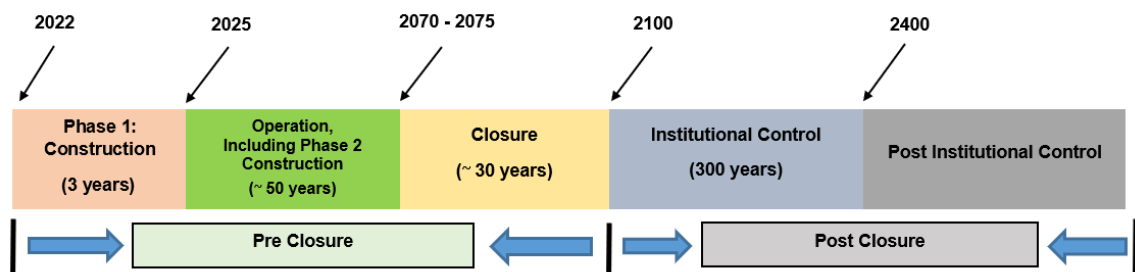 2022
2025
2070 - 2075
2100
2400
Phase 1:
Construction
(3 years)
Operation,
Including Phase 2
Construction
(~ 50 years)
Closure
(~ 30 years)
Institutional Control
(300 years)
Post Institutional Control
Pre Closure
Post Closure